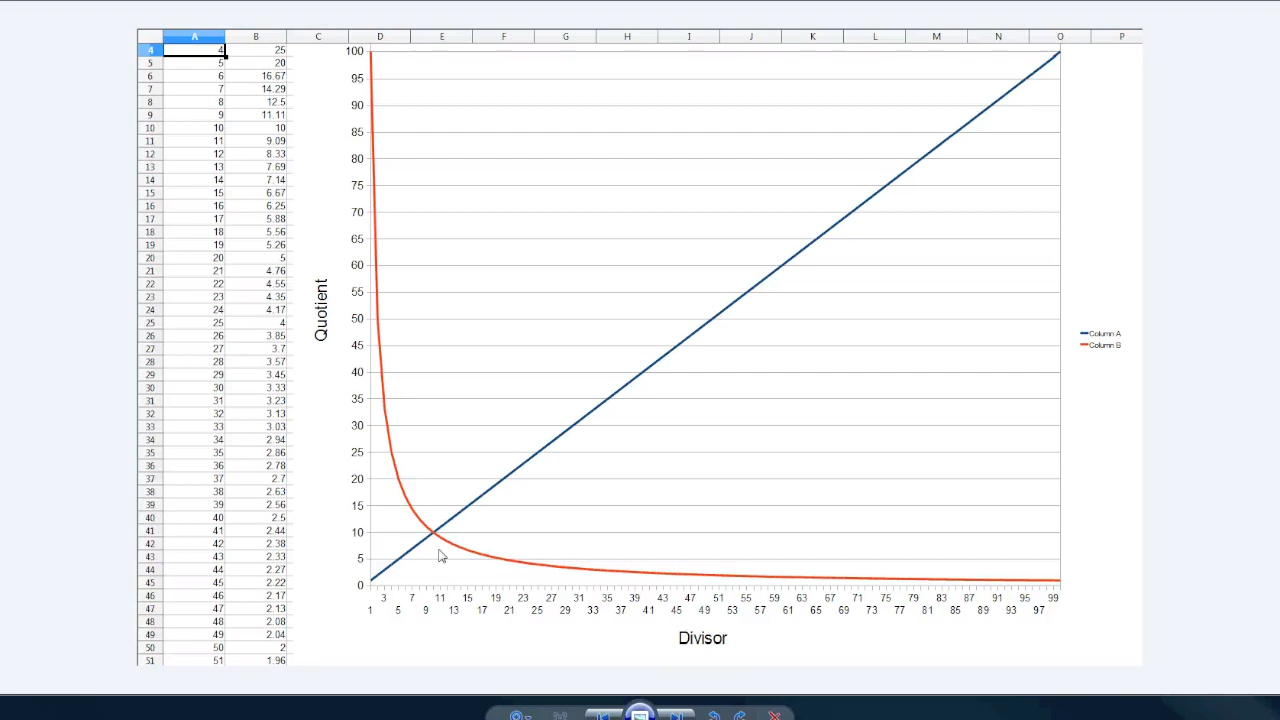 A B C D E F G H I J K L M N O P
4 4 25
5 5 20
6 6 16.67
7 7 14.29
8 8 12.5
9 9 11.11
10 10 10
11 11 9.09
12 12 8.33
13 13 7.69
14 14 7.14
15 15 6.67
16 16 6.25
17 17 5.88
18 18 5.56
19 19 5.26
20 20 5
21 21 4.76
22 22 4.55
23 23 4.35
24 24 4.17
25 25 4
26 26 3.85
27 27 3.7
28 28 3.57
29 29 3.45
30 30 3.33
31 31 3.23
32 32 3.13
33 33 3.03
34 34 2.94
35 35 2.86
36 36 2.78
37 37 2.7
38 38 2.63
39 39 2.56
40 40 2.5
41 41 2.44
42 42 2.38
43 43 2.33
44 44 2.27
45 45 2.22
46 46 2.17
47 47 2.13
48 48 2.08
49 49 2.04
50 50 2
51 51 1.96
Quotient
100
95
90
85
80
75
70
65
60
55
50
45
40
35
30
25
20
15
10
5
0
3 7 11 15 19 23 27 31 35 39 43 47 51 55 59 63 67 71 75 79 83 87 91 95 99
1 5 9 13 17 21 25 29 33 37 41 45 49 53 57 61 65 69 73 77 81 85 89 93 97
Divisor
Column A
Column B